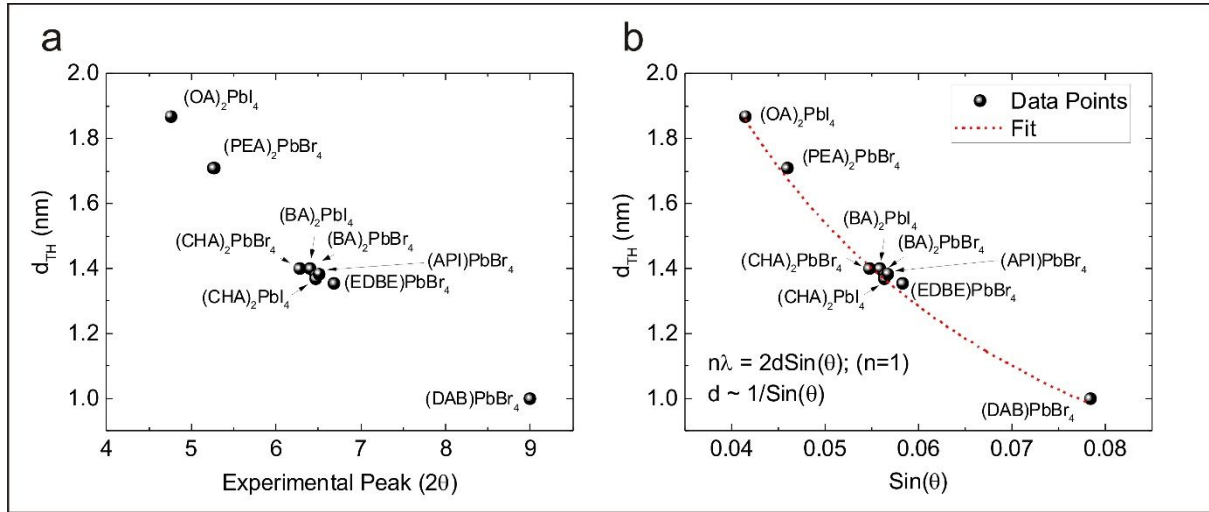 a
2.0
1.8
1.6
1.4
1.2
1.0
d_TH (nm)
(OA)₂PbI₄
(PEA)₂PbBr₄
(BA)₂PbI₄
(CHA)₂PbBr₄
(BA)₂PbBr₄
(API)PbBr₄
(CHA)₂PbI₄
(EDBE)PbBr₄
(DAB)PbBr₄
4 5 6 7 8 9
Experimental Peak (2θ)
b
2.0
1.8
1.6
1.4
1.2
1.0
d_TH (nm)
Data Points
Fit
(OA)₂PbI₄
(PEA)₂PbBr₄
(BA)₂PbI₄
(BA)₂PbBr₄
(CHA)₂PbBr₄
(API)PbBr₄
(CHA)₂PbI₄
(EDBE)PbBr₄
nλ = 2dSin(θ); (n=1)
d ~ 1/Sin(θ)
(DAB)PbBr₄
0.04 0.05 0.06 0.07 0.08
Sin(θ)